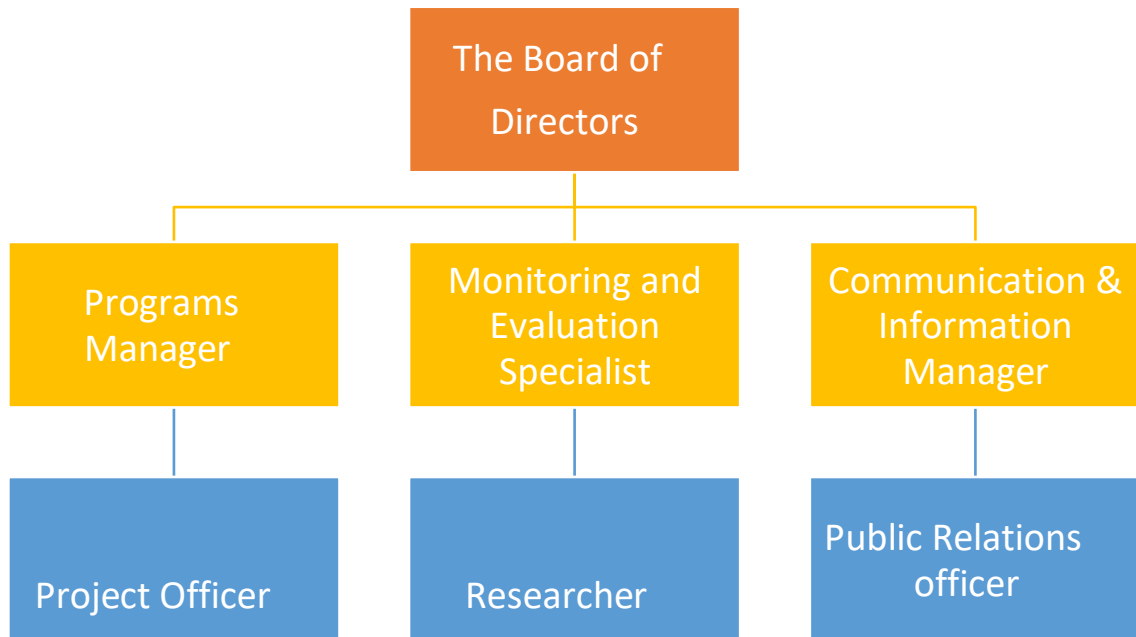 The Board of
Directors
Programs
Manager
Monitoring and
Evaluation
Specialist
Communication &
Information
Manager
Project Officer
Researcher
Public Relations
officer